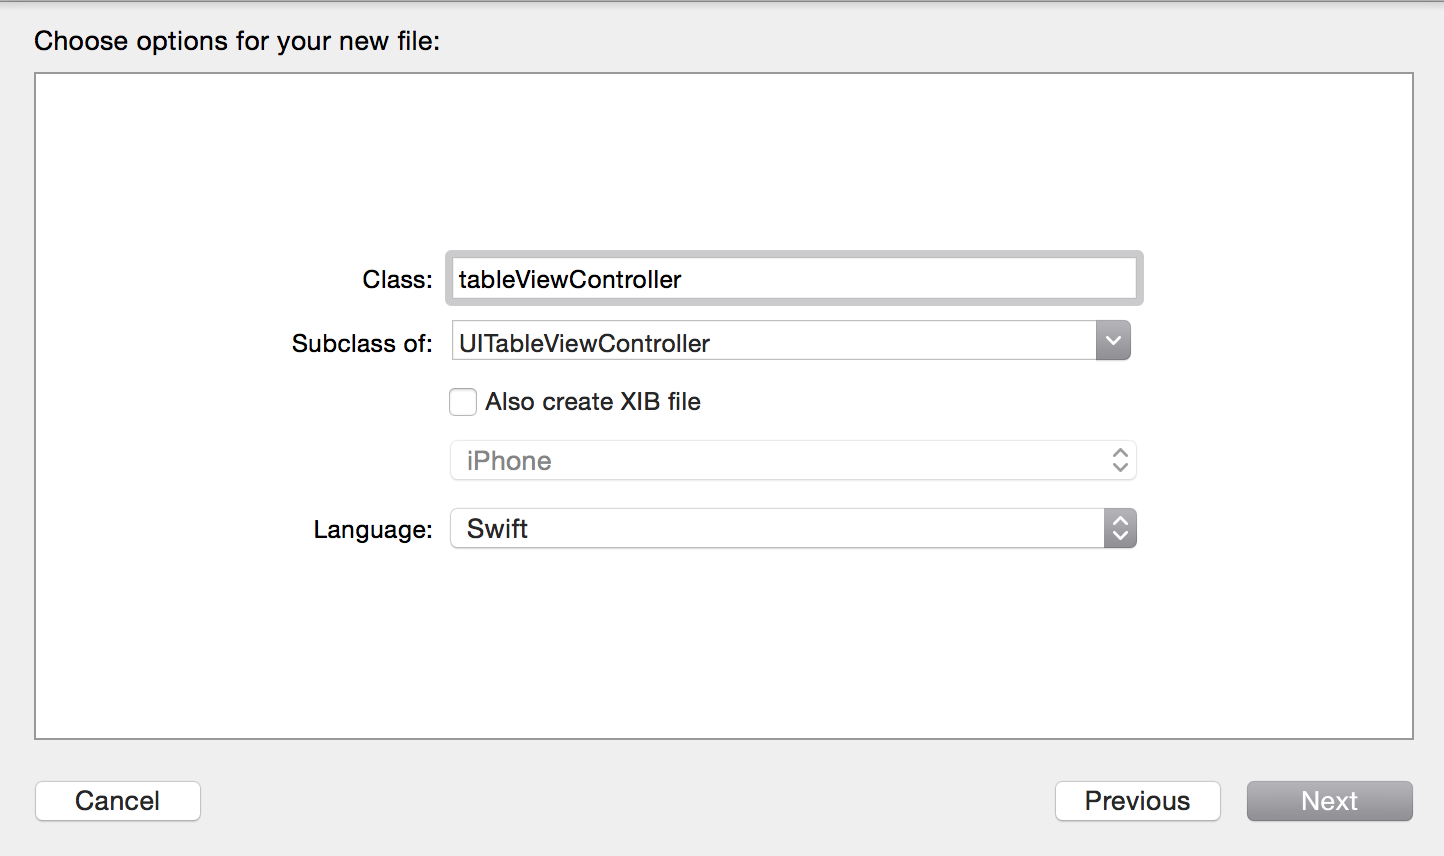 Choose options for your new file:
Class: tableViewController
Subclass of: UITableViewController
Also create XIB file
iPhone
Language: Swift
Cancel Previous Next